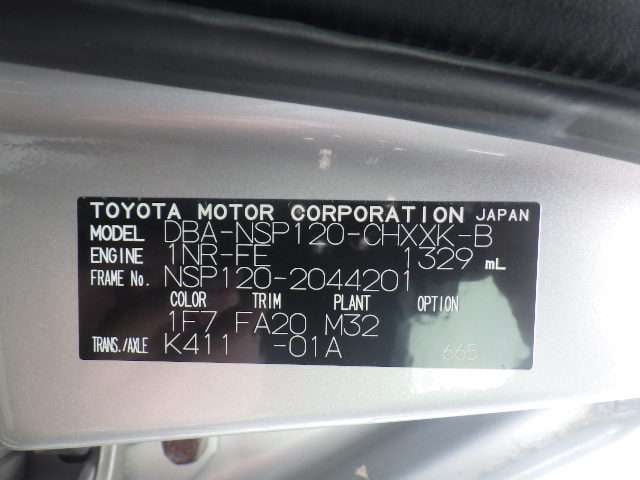 TOYOTA MOTOR CORPORATION JAPAN
MODEL DBA-NSP120-CHXXK-B
ENGINE 1NR-FE 1329 mL
FRAME No. NSP120-2044201
COLOR TRIM PLANT OPTION
1F7 FA20 M32
TRANS./AXLE K411 -01A 665